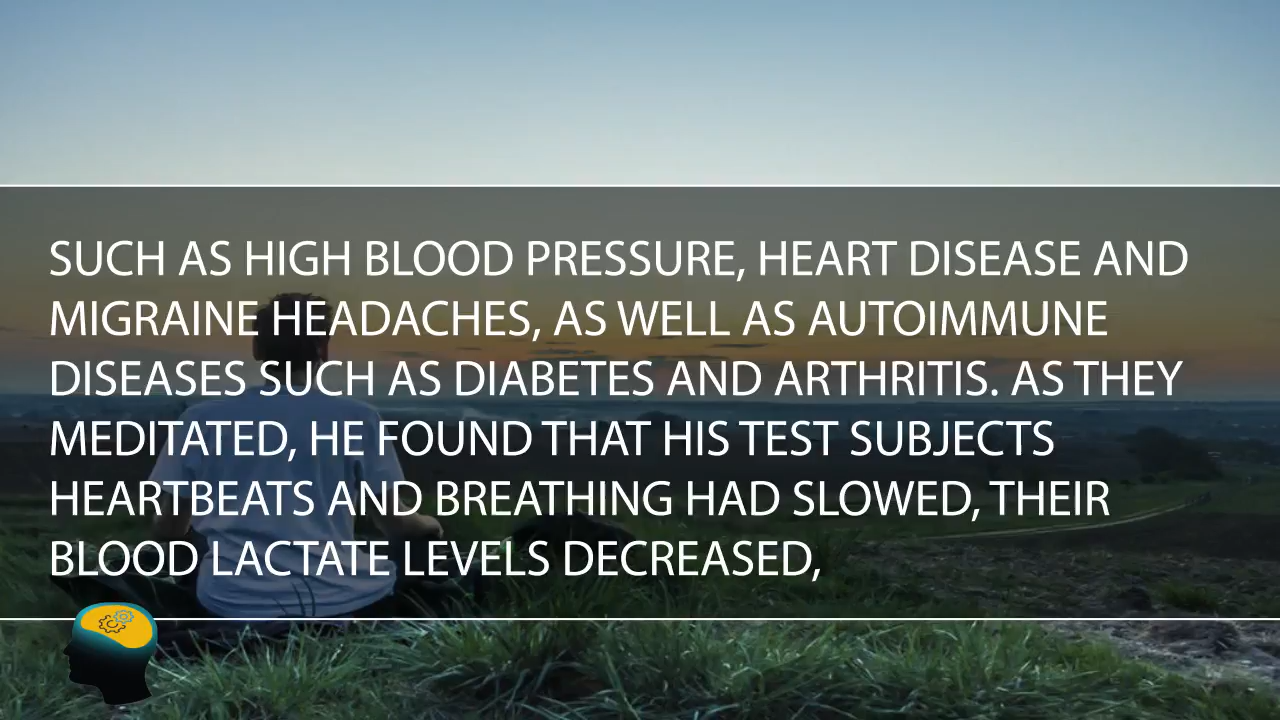 SUCH AS HIGH BLOOD PRESSURE, HEART DISEASE AND
MIGRAINE HEADACHES, AS WELL AS AUTOIMMUNE
DISEASES SUCH AS DIABETES AND ARTHRITIS. AS THEY
MEDITATED, HE FOUND THAT HIS TEST SUBJECTS
HEARTBEATS AND BREATHING HAD SLOWED, THEIR
BLOOD LACTATE LEVELS DECREASED,